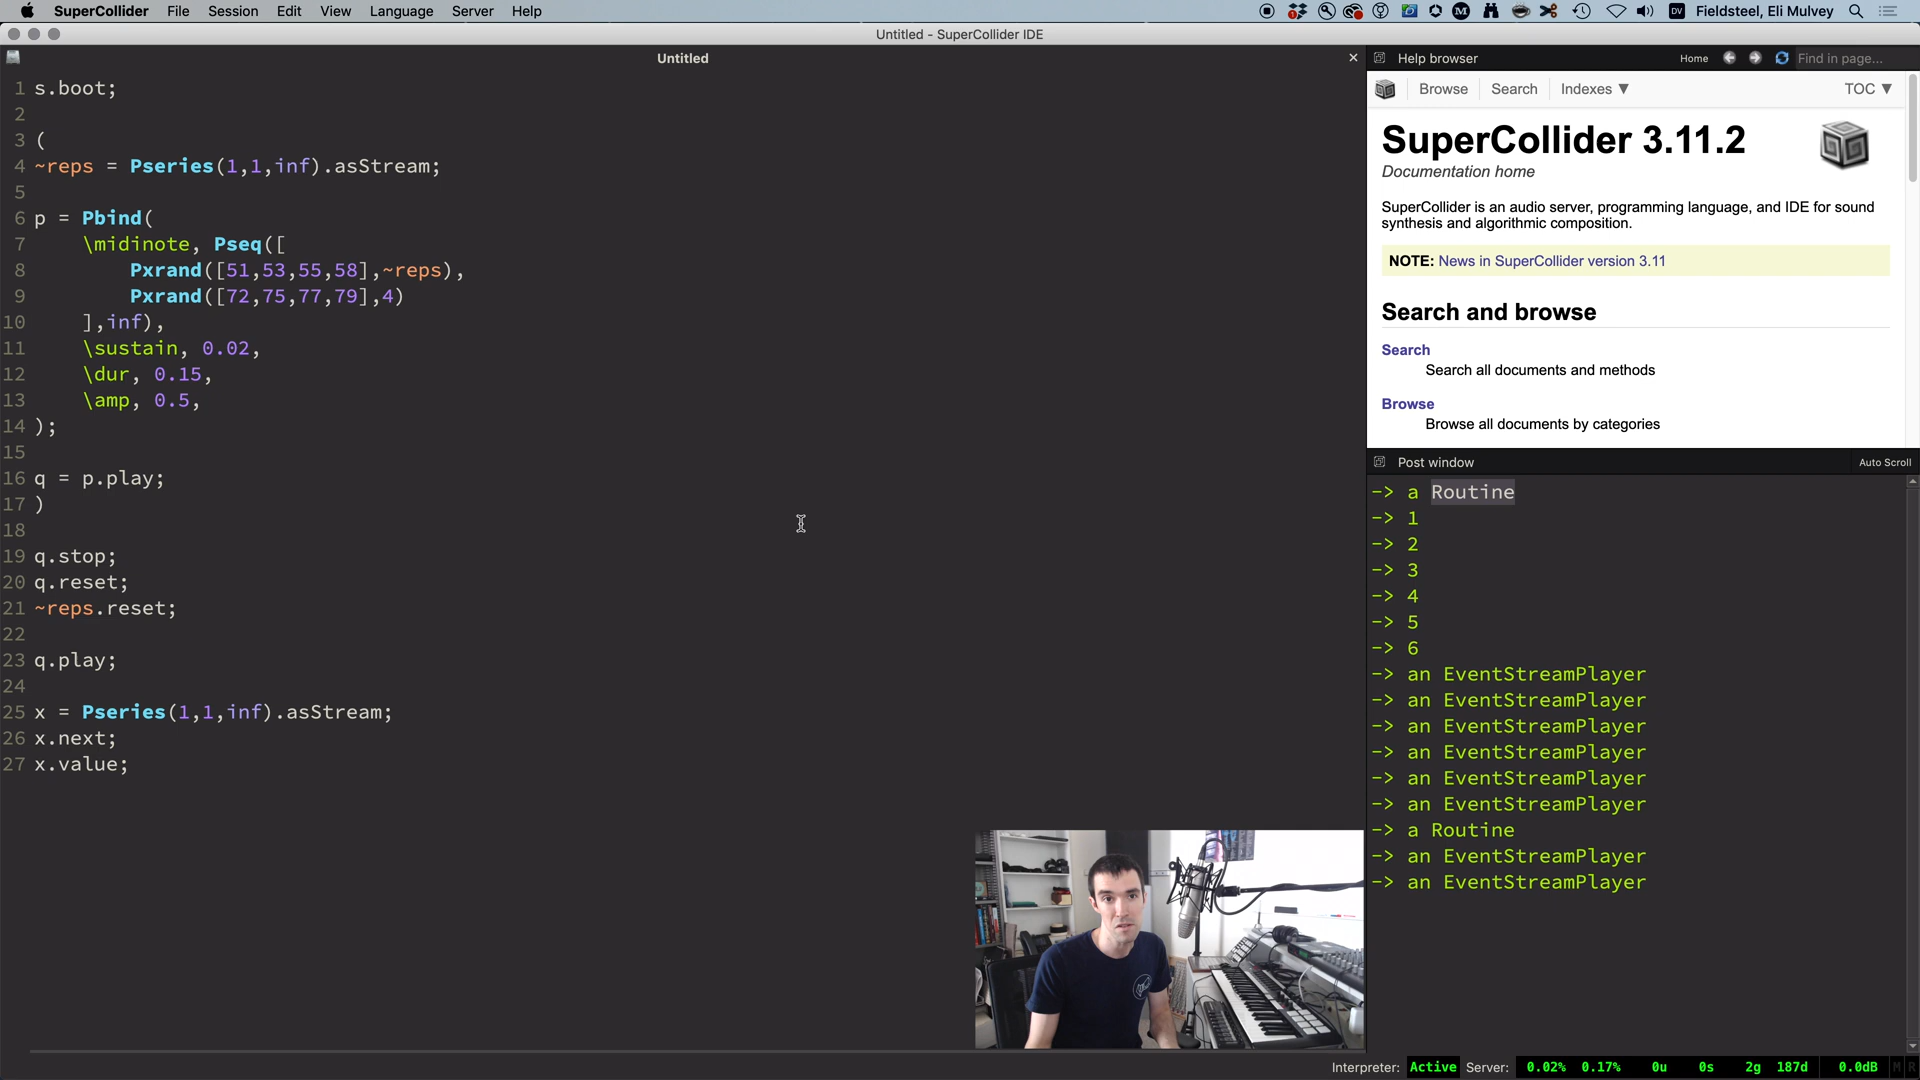 SuperCollider File Session Edit View Language Server Help
Fieldsteel, Eli Mulvey
Untitled - SuperCollider IDE
Untitled
1 s.boot;
2
3 (
4 ~reps = Pseries(1,1,inf).asStream;
5
6 p = Pbind(
7 \midinote, Pseq([
8 Pxrand([51,53,55,58],~reps),
9 Pxrand([72,75,77,79],4)
10 ],inf),
11 \sustain, 0.02,
12 \dur, 0.15,
13 \amp, 0.5,
14 );
15
16 q = p.play;
17 )
18
19 q.stop;
20 q.reset;
21 ~reps.reset;
22
23 q.play;
24
25 x = Pseries(1,1,inf).asStream;
26 x.next;
27 x.value;
Help browser Home Find in page...
Browse Search Indexes ▼ TOC ▼
SuperCollider 3.11.2
Documentation home
SuperCollider is an audio server, programming language, and IDE for sound
synthesis and algorithmic composition.
NOTE: News in SuperCollider version 3.11
Search and browse
Search
Search all documents and methods
Browse
Browse all documents by categories
Post window Auto Scroll
-> a Routine
-> 1
-> 2
-> 3
-> 4
-> 5
-> 6
-> an EventStreamPlayer
-> an EventStreamPlayer
-> an EventStreamPlayer
-> an EventStreamPlayer
-> an EventStreamPlayer
-> an EventStreamPlayer
-> a Routine
-> an EventStreamPlayer
-> an EventStreamPlayer
Interpreter: Active Server: 0.02% 0.17% 0u 0s 2g 187d 0.0dB M R